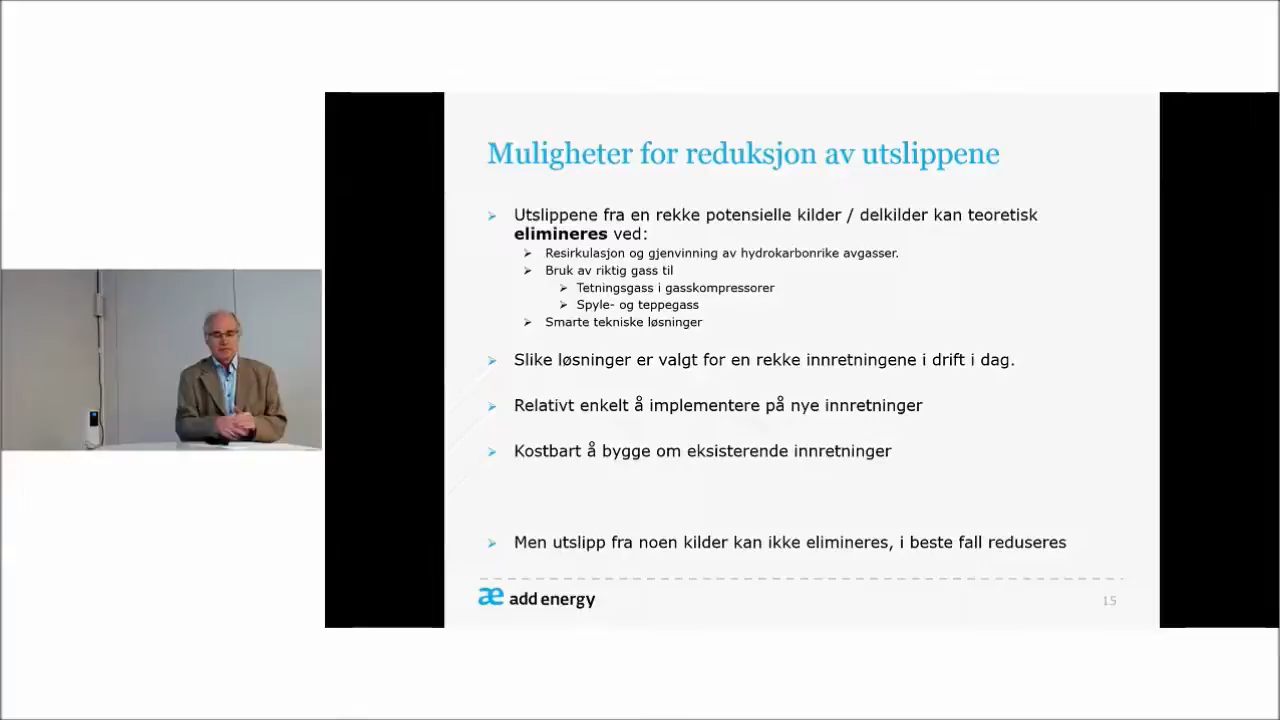 Muligheter for reduksjon av utslippene
Utslippene fra en rekke potensielle kilder / delkilder kan teoretisk
elimineres ved:
Resirkulasjon og gjenvinning av hydrokarbonrike avgasser.
Bruk av riktig gass til
Tetningsgass i gasskompressorer
Spyle- og teppegass
Smarte tekniske løsninger
Slike løsninger er valgt for en rekke innretningene i drift i dag.
Relativt enkelt å implementere på nye innretninger
Kostbart å bygge om eksisterende innretninger
Men utslipp fra noen kilder kan ikke elimineres, i beste fall reduseres
æ add energy
15